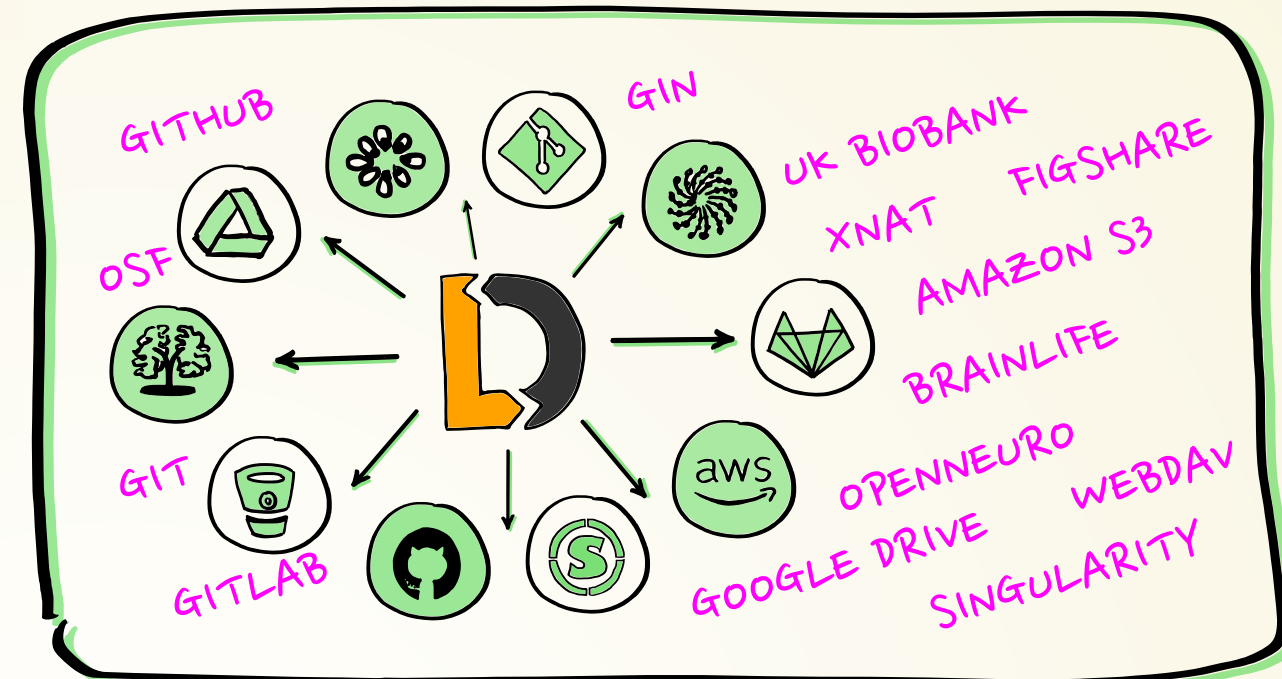 GITHUB
GIN
UK BIOBANK
FIGSHARE
XNAT
OSF
AMAZON S3
BRAINLIFE
GIT
aws
OPENNEURO
WEBDAV
GITLAB
S
GOOGLE DRIVE
SINGULARITY